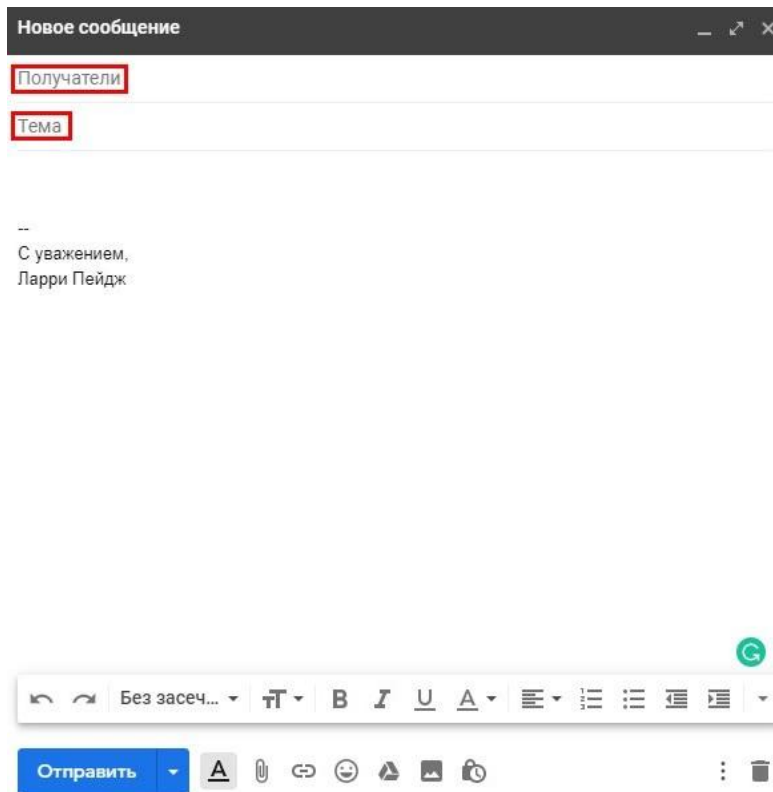 Новое сообщение
Получатели
Тема
--
С уважением,
Ларри Пейдж
Без засеч...
B I U A
Отправить A